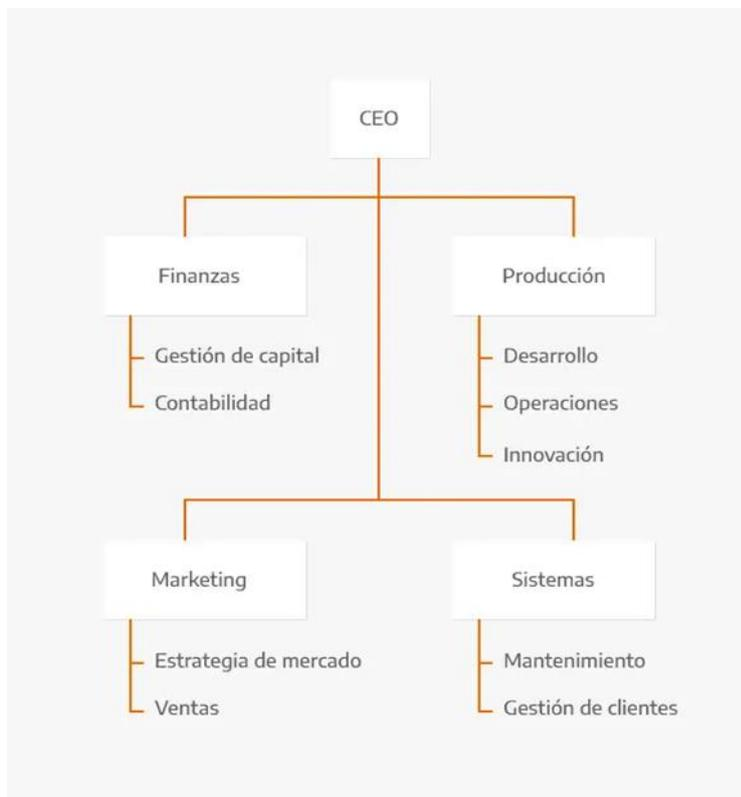 CEO
Finanzas
Producción
Gestión de capital
Desarrollo
Contabilidad
Operaciones
Innovación
Marketing
Sistemas
Estrategia de mercado
Mantenimiento
Ventas
Gestión de clientes